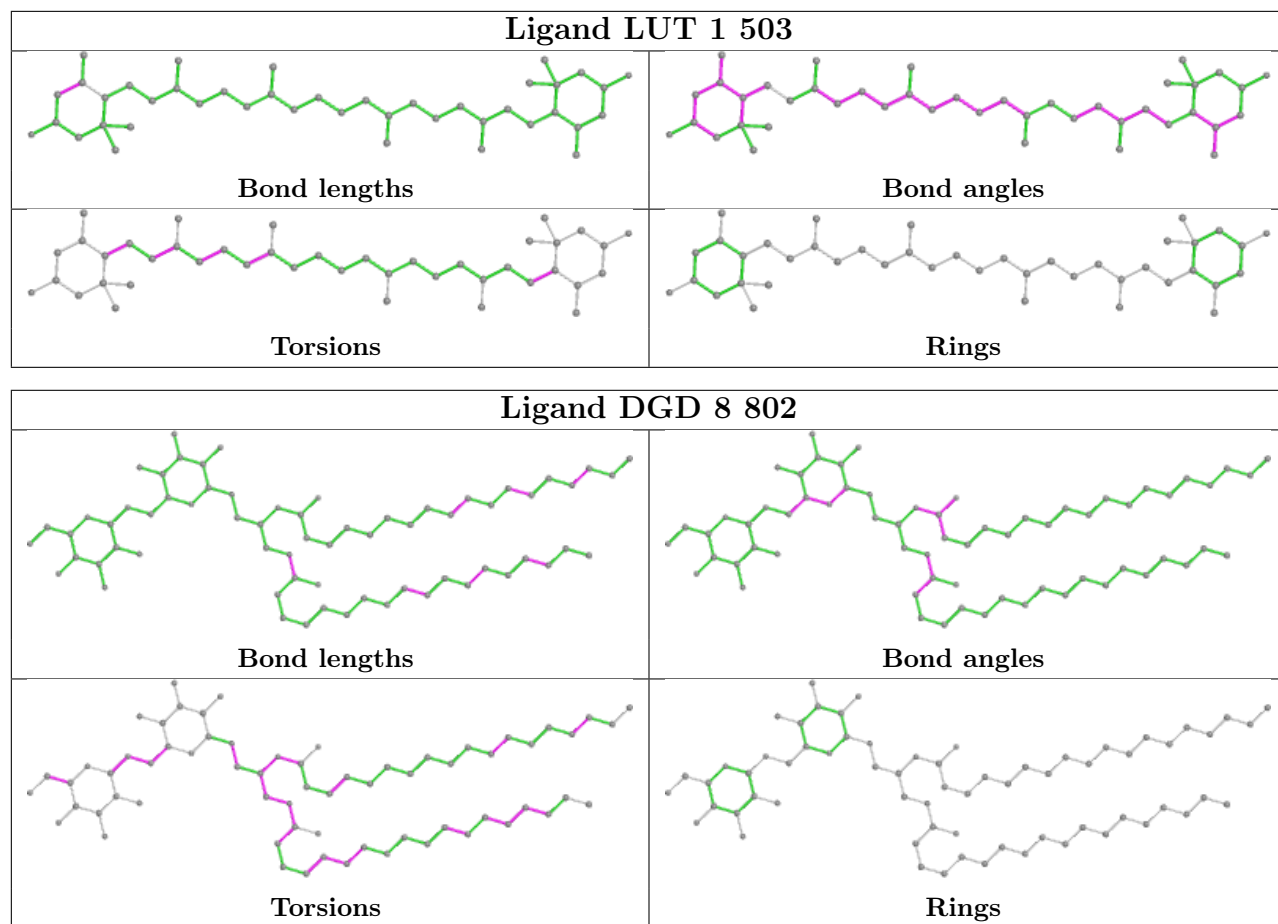 Ligand LUT 1 503
Bond lengths
Bond angles
Torsions
Rings
Ligand DGD 8 802
Bond lengths
Bond angles
Torsions
Rings